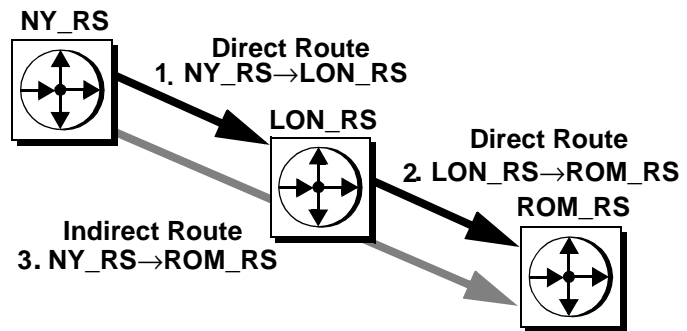 NY_RS
Direct Route
1. NY_RS→LON_RS
LON_RS
Direct Route
2. LON_RS→ROM_RS
ROM_RS
Indirect Route
3. NY_RS→ROM_RS